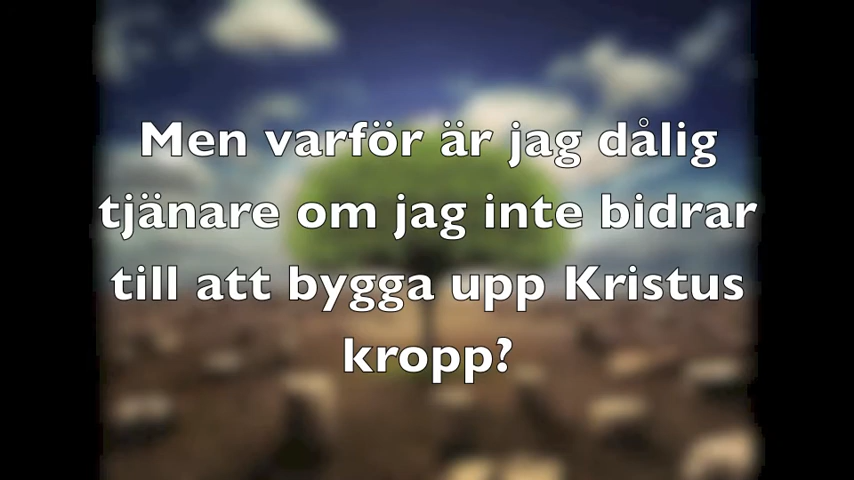 Men varför är jag dålig
tjänare om jag inte bidrar
till att bygga upp Kristus
kropp?